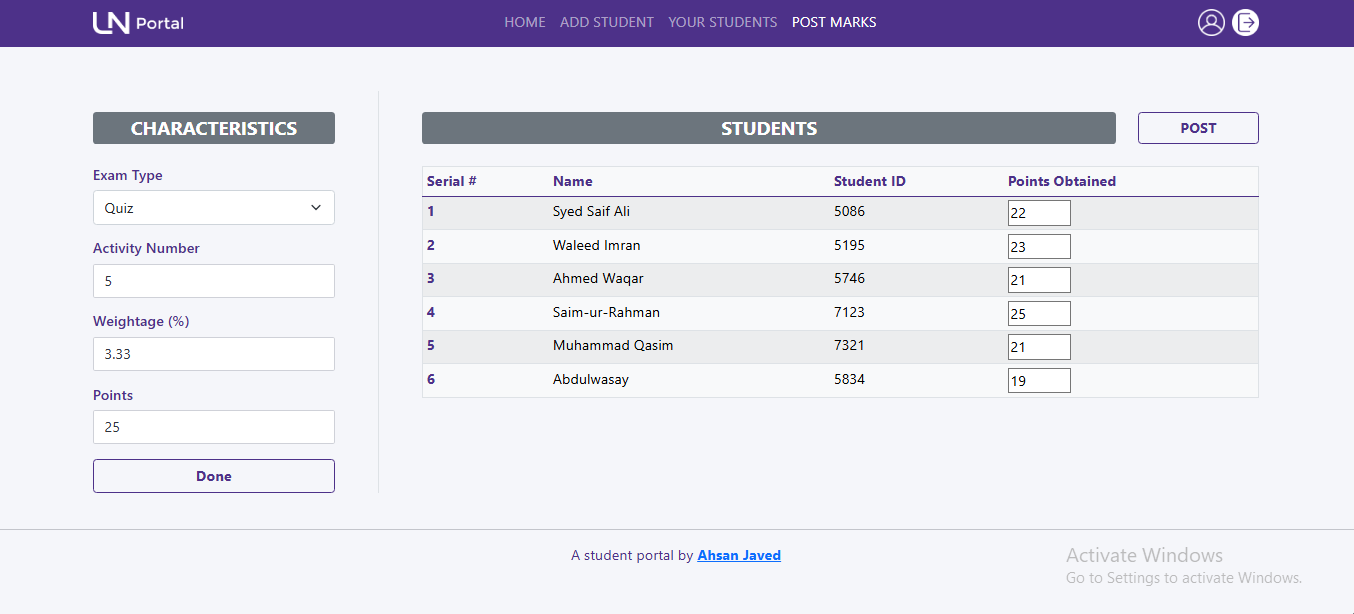 LN Portal
HOME ADD STUDENT YOUR STUDENTS POST MARKS
CHARACTERISTICS
Exam Type
Quiz
Activity Number
5
Weightage (%)
3.33
Points
25
Done
STUDENTS
POST
Serial # Name Student ID Points Obtained
1 Syed Saif Ali 5086 22
2 Waleed Imran 5195 23
3 Ahmed Waqar 5746 21
4 Saim-ur-Rahman 7123 25
5 Muhammad Qasim 7321 21
6 Abdulwasay 5834 19
A student portal by Ahsan Javed
Activate Windows
Go to Settings to activate Windows.